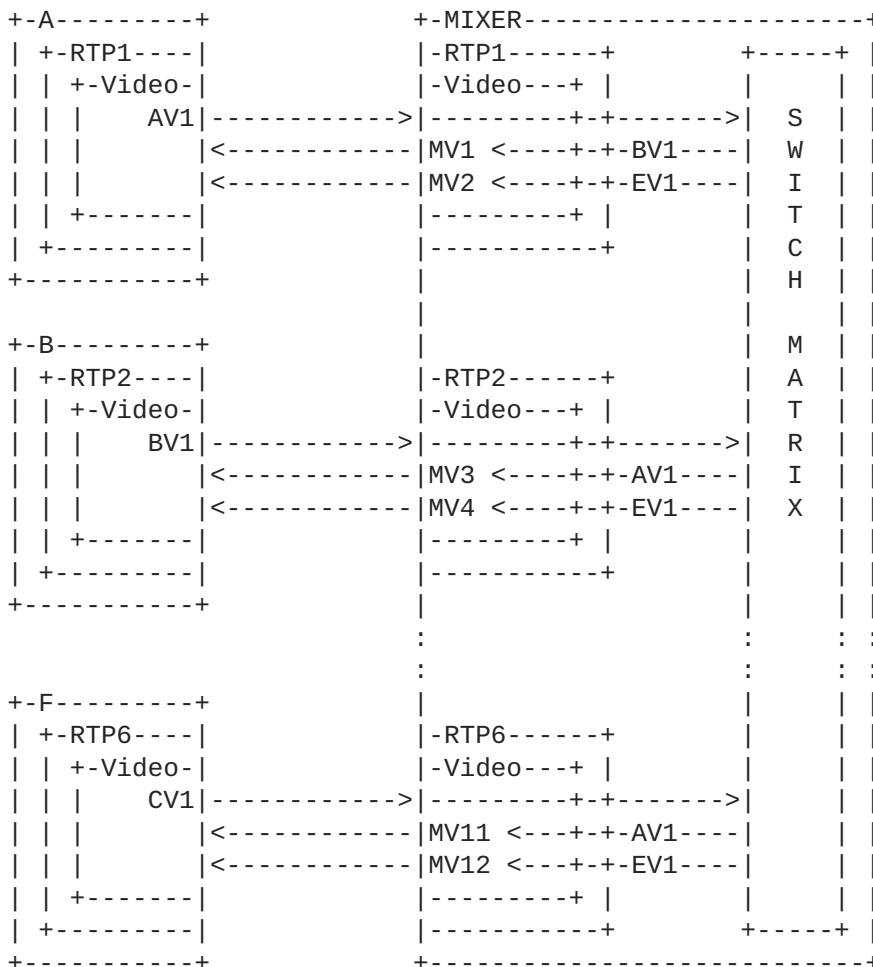 +-A---------+             +-MIXER----------------------+
| +-RTP1----|             |-RTP1------+        +-----+ |
| | +-Video-|             |-Video---+ |        |     | |
| | |    AV1|------------>|---------+-+------->|  S  | |
| | |       |<------------|MV1 <----+-+-BV1----|  W  | |
| | |       |<------------|MV2 <----+-+-EV1----|  I  | |
| | +-------|             |---------+ |        |  T  | |
| +---------|             |-----------+        |  C  | |
+-----------+             |                    |  H  | |
                          |                    |     | |
+-B---------+             |                    |  M  | |
| +-RTP2----|             |-RTP2------+        |  A  | |
| | +-Video-|             |-Video---+ |        |  T  | |
| | |    BV1|------------>|---------+-+------->|  R  | |
| | |       |<------------|MV3 <----+-+-AV1----|  I  | |
| | |       |<------------|MV4 <----+-+-EV1----|  X  | |
| | +-------|             |---------+ |        |     | |
| +---------|             |-----------+        |     | |
+-----------+             |                    |     | |
                          :                    :     : :
                          :                    :     : :
+-F---------+             |                    |     | |
| +-RTP6----|             |-RTP6------+        |     | |
| | +-Video-|             |-Video---+ |        |     | |
| | |    CV1|------------>|---------+-+------->|     | |
| | |       |<------------|MV11 <---+-+-AV1----|     | |
| | |       |<------------|MV12 <---+-+-EV1----|     | |
| | +-------|             |---------+ |        |     | |
| +---------|             |-----------+        +-----+ |
+-----------+             +----------------------------+